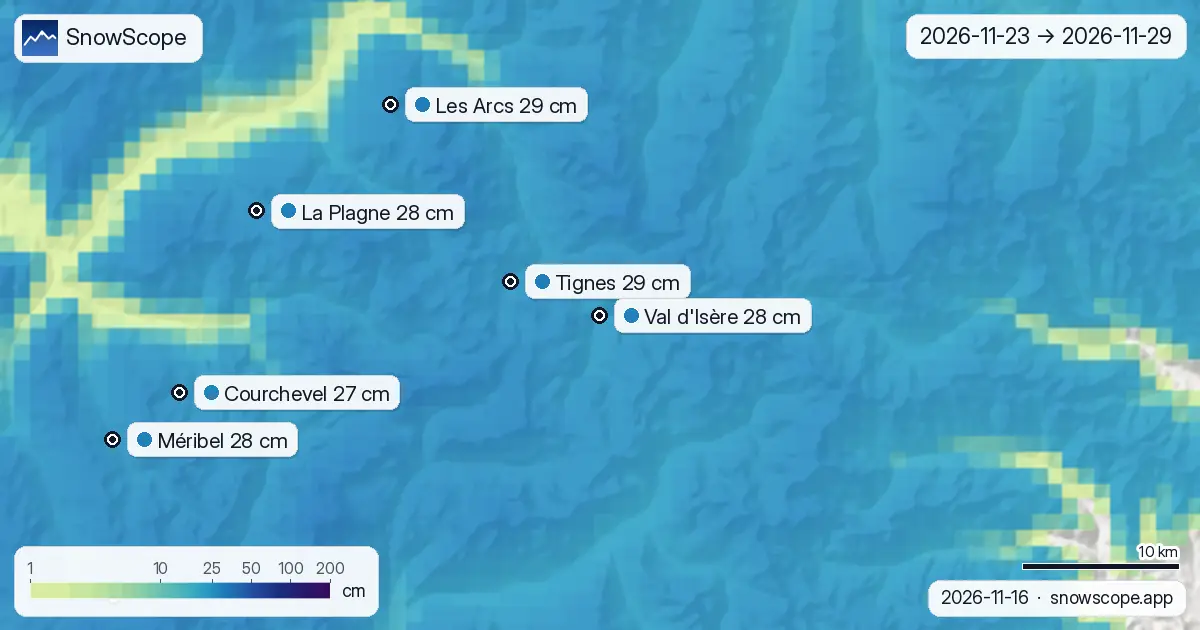 SnowScope
2026-11-23 → 2026-11-29
Les Arcs 29 cm
La Plagne 28 cm
Tignes 29 cm
Val d'Isère 28 cm
Courchevel 27 cm
Méribel 28 cm
1 10 25 50 100 200
cm
10 km
2026-11-16 · snowscope.app